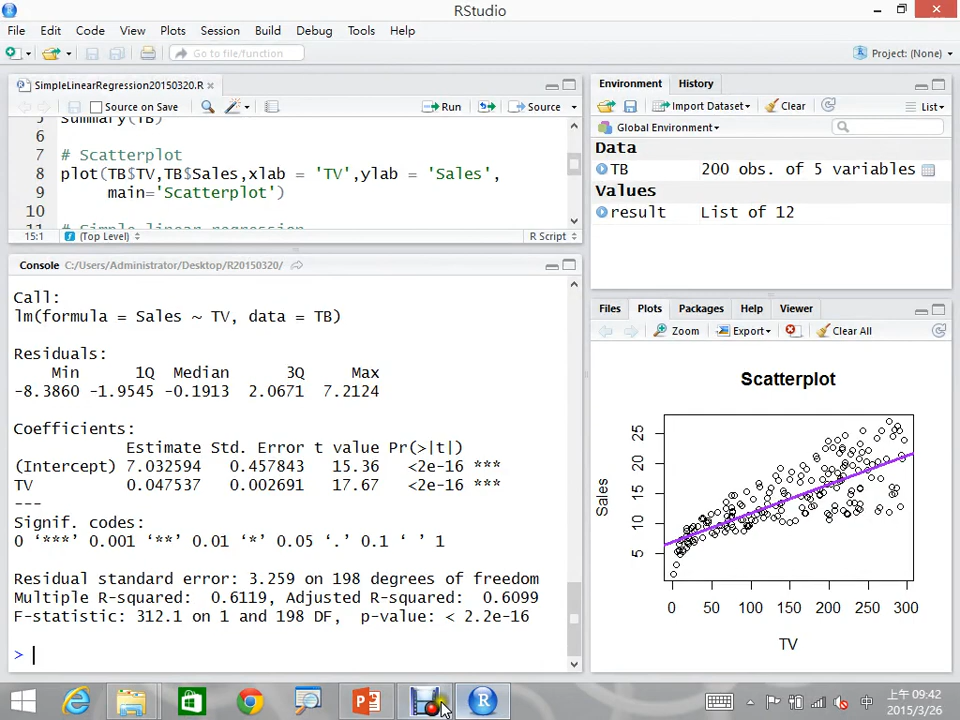 RStudio
File Edit Code View Plots Session Build Debug Tools Help
Go to file/function
Project: (None)
SimpleLinearRegression20150320.R
Source on Save
Run
Source
summary(TB)
6
7 # Scatterplot
8 plot(TB$TV,TB$Sales,xlab = 'TV',ylab = 'Sales',
9 main='Scatterplot')
10
11 # Simple linear regression
15:1
(Top Level)
R Script
Console C:/Users/Administrator/Desktop/R20150320/
Call:
lm(formula = Sales ~ TV, data = TB)
Residuals:
Min 1Q Median 3Q Max
-8.3860 -1.9545 -0.1913 2.0671 7.2124
Coefficients:
Estimate Std. Error t value Pr(>|t|)
(Intercept) 7.032594 0.457843 15.36 <2e-16 ***
TV 0.047537 0.002691 17.67 <2e-16 ***
---
Signif. codes:
0 ‘***’ 0.001 ‘**’ 0.01 ‘*’ 0.05 ‘.’ 0.1 ‘ ’ 1
Residual standard error: 3.259 on 198 degrees of freedom
Multiple R-squared: 0.6119, Adjusted R-squared: 0.6099
F-statistic: 312.1 on 1 and 198 DF, p-value: < 2.2e-16
>
Environment History
Import Dataset
Clear
List
Global Environment
Data
TB 200 obs. of 5 variables
Values
result List of 12
Files Plots Packages Help Viewer
Zoom Export Clear All
Scatterplot
Sales
25
20
15
10
5
0 50 100 150 200 250 300
TV
中
上午 09:42
2015/3/26